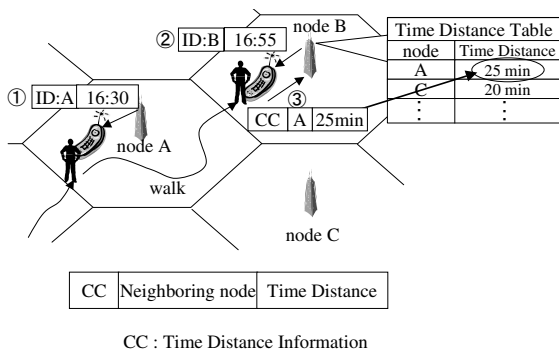 ② ID:B 16:55
node B
Time Distance Table
node Time Distance
A 25 min
C 20 min
⋮ ⋮
① ID:A 16:30
③
CC A 25min
node A
walk
node C
CC Neighboring node Time Distance
CC : Time Distance Information